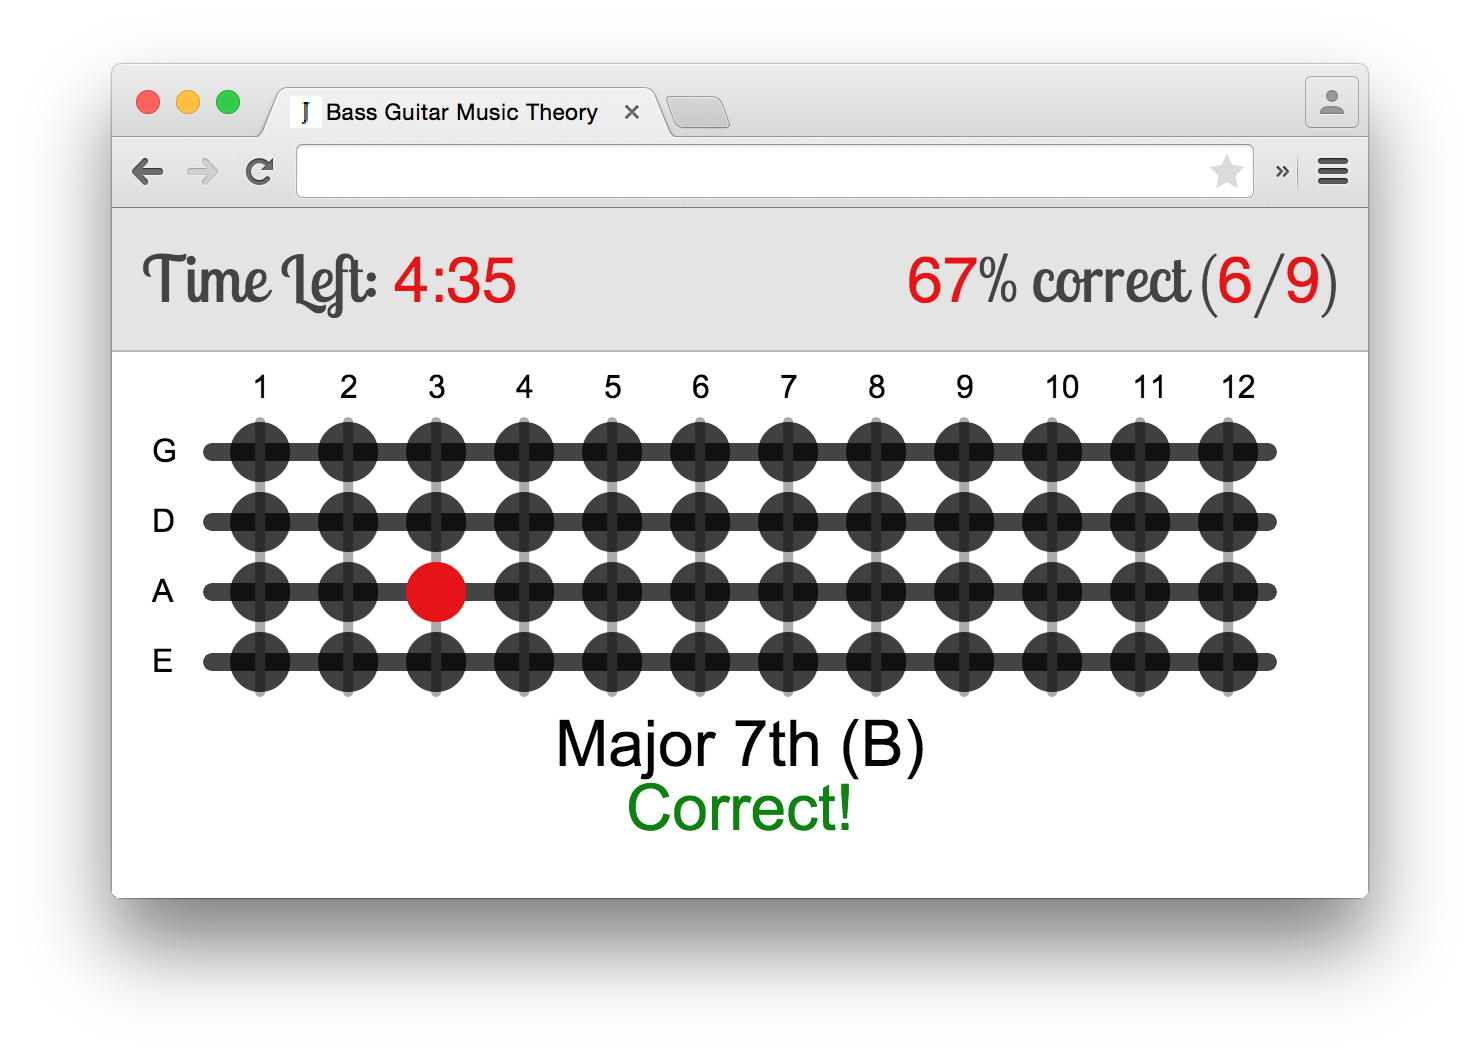 Bass Guitar Music Theory
Time Left: 4:35
67% correct (6/9)
1 2 3 4 5 6 7 8 9 10 11 12
G
D
A
E
Major 7th (B)
Correct!